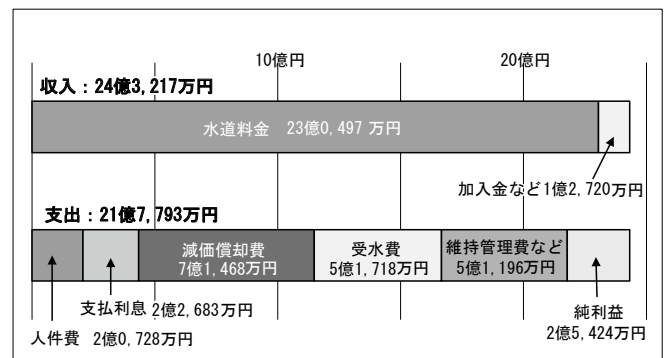 10億円 20億円
収入：24億3,217万円
水道料金 23億0,497 万円
加入金など1億2,720万円
支出：21億7,793万円
減価償却費
7億1,468万円
受水費
5億1,718万円
維持管理費など
5億1,196万円
支払利息 2億2,683万円
人件費 2億0,728万円
純利益
2億5,424万円